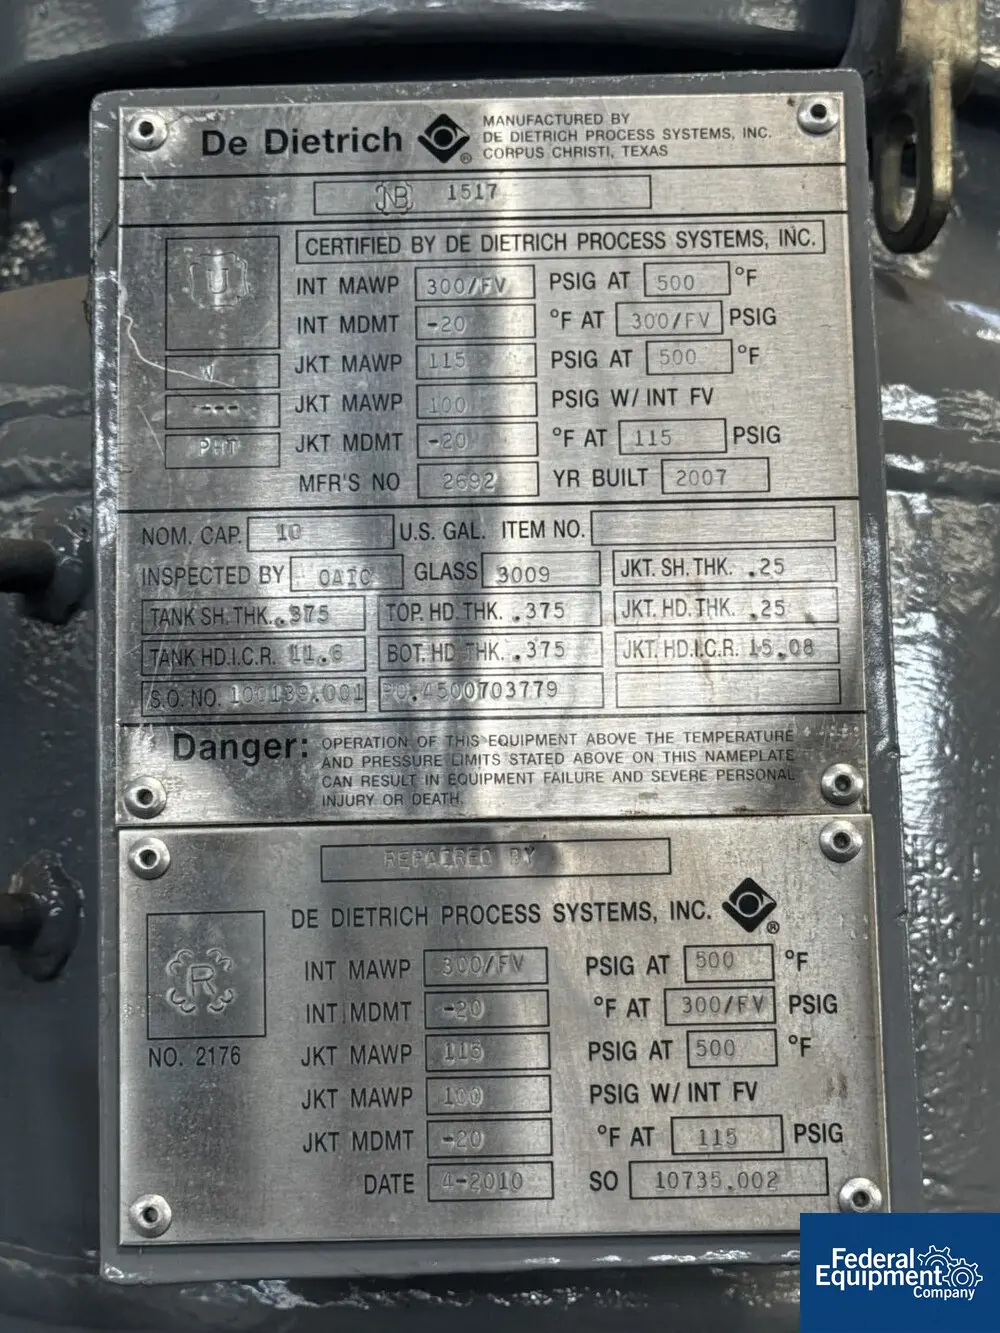 De Dietrich ®
MANUFACTURED BY
DE DIETRICH PROCESS SYSTEMS, INC.
CORPUS CHRISTI, TEXAS
NB 1517
U
W
---
PHT
CERTIFIED BY DE DIETRICH PROCESS SYSTEMS, INC.
INT MAWP 300/FV PSIG AT 500 °F
INT MDMT -20 °F AT 300/FV PSIG
JKT MAWP 115 PSIG AT 500 °F
JKT MAWP 100 PSIG W/ INT FV
JKT MDMT -20 °F AT 115 PSIG
MFR'S NO 2692 YR BUILT 2007
NOM. CAP. 10 U.S. GAL. ITEM NO.
INSPECTED BY OAIC GLASS 3009 JKT. SH. THK. .25
TANK SH. THK. .375 TOP. HD. THK. .375 JKT. HD. THK. .25
TANK HD.I.C.R. 11.6 BOT. HD THK. .375 JKT. HD.I.C.R. 15.08
S.O. NO. 100139.001 PO.4500703779
Danger: OPERATION OF THIS EQUIPMENT ABOVE THE TEMPERATURE
AND PRESSURE LIMITS STATED ABOVE ON THIS NAMEPLATE
CAN RESULT IN EQUIPMENT FAILURE AND SEVERE PERSONAL
INJURY OR DEATH.
REPAIRED BY
DE DIETRICH PROCESS SYSTEMS, INC. ®
R
NO. 2176
INT MAWP 300/FV PSIG AT 500 °F
INT MDMT -20 °F AT 300/FV PSIG
JKT MAWP 115 PSIG AT 500 °F
JKT MAWP 100 PSIG W/ INT FV
JKT MDMT -20 °F AT 115 PSIG
DATE 4-2010 SO 10735.002
Federal
Equipment
Company